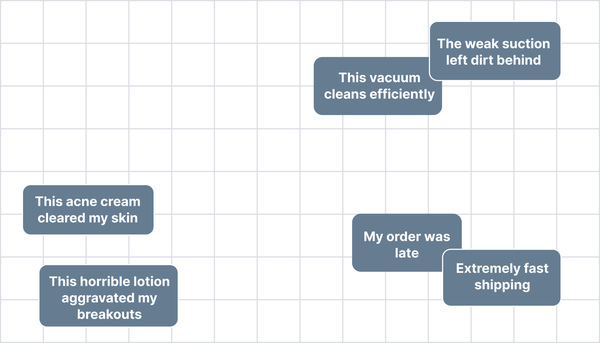 The weak suction
left dirt behind
This vacuum
cleans efficiently
This acne cream
cleared my skin
My order was
late
Extremely fast
shipping
This horrible lotion
aggravated my
breakouts